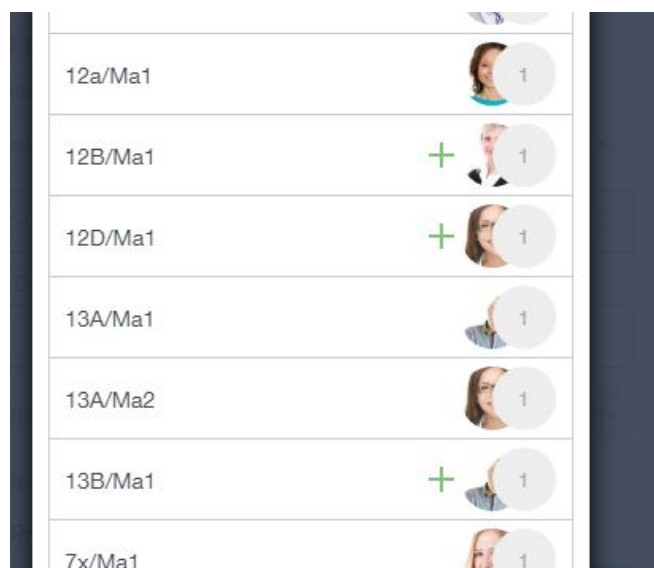 12a/Ma1 1
12B/Ma1 + 1
12D/Ma1 + 1
13A/Ma1 1
13A/Ma2 1
13B/Ma1 + 1
7x/Ma1 1